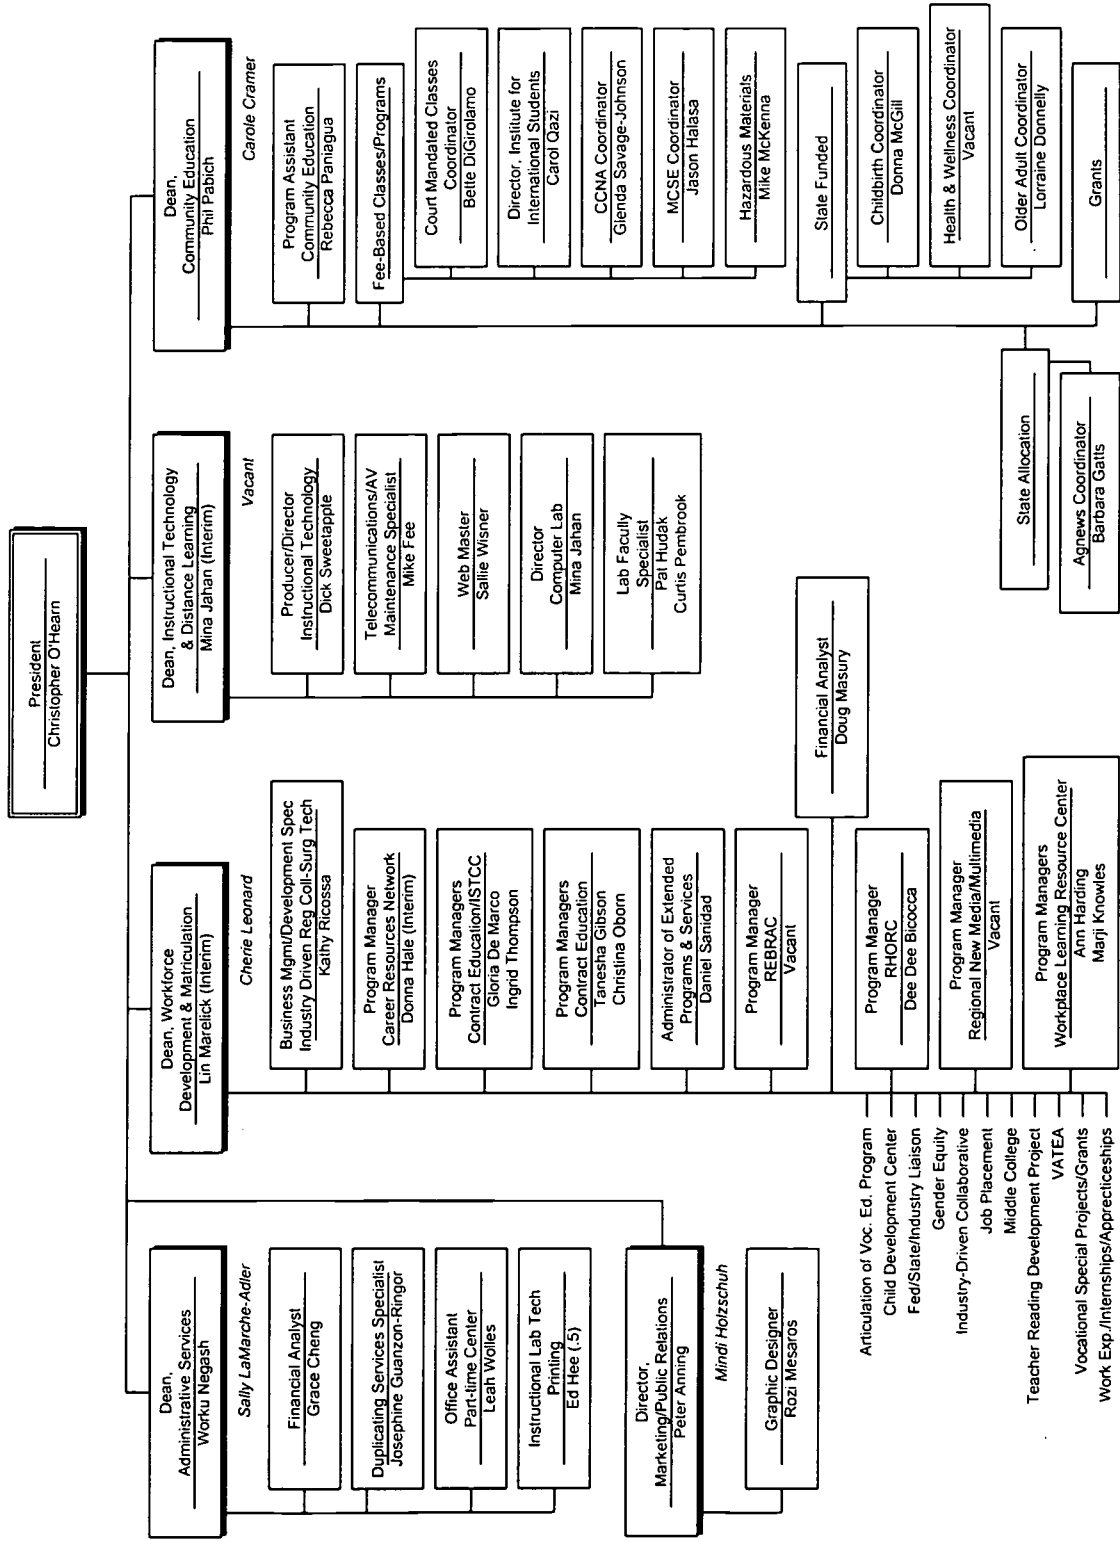 President
Christopher O'Hearn
Dean,
Administrative Services
Worku Negash
Sally LaMarche-Adler
Financial Analyst
Grace Cheng
Duplicating Services Specialist
Josephine Guanzon-Ringor
Office Assistant
Part-time Center
Leah Wolles
Instructional Lab Tech
Printing
Ed Hee (.5)
Director,
Marketing/Public Relations
Peter Anning
Mindi Holzschuh
Graphic Designer
Rozi Mesaros
Dean, Workforce
Development & Matriculation
Lin Marelick (Interim)
Cherie Leonard
Business Mgmt/Development Spec
Industry Driven Reg Coll-Surg Tech
Kathy Ricossa
Program Manager
Career Resources Network
Donna Hale (Interim)
Program Managers
Contract Education/ISTCC
Gloria De Marco
Ingrid Thompson
Program Managers
Contract Education
Tanesha Gibson
Christina Oborn
Administrator of Extended
Programs & Services
Daniel Sanidad
Program Manager
REBRAC
Vacant
Financial Analyst
Doug Masury
Program Manager
RHORC
Dee Dee Bicocca
Program Manager
Regional New Media/Multimedia
Vacant
Program Managers
Workplace Learning Resource Center
Ann Harding
Marji Knowles
Articulation of Voc. Ed. Program
Child Development Center
Fed/State/Industry Liaison
Gender Equity
Industry-Driven Collaborative
Job Placement
Middle College
Teacher Reading Development Project
VATEA
Vocational Special Projects/Grants
Work Exp./Internships/Apprenticeships
Dean, Instructional Technology
& Distance Learning
Mina Jahan (Interim)
Vacant
Producer/Director
Instructional Technology
Dick Sweetapple
Telecommunications/AV
Maintenance Specialist
Mike Fee
Web Master
Sallie Wisner
Director
Computer Lab
Mina Jahan
Lab Faculty
Specialist
Pat Hudak
Curtis Pembrook
Dean,
Community Education
Phil Pabich
Carole Cramer
Program Assistant
Community Education
Rebecca Paniagua
Fee-Based Classes/Programs
Court Mandated Classes
Coordinator
Bette DiGirolamo
Director, Institute for
International Students
Carol Qazi
CCNA Coordinator
Glenda Savage-Johnson
MCSE Coordinator
Jason Halasa
Hazardous Materials
Mike McKenna
State Funded
Childbirth Coordinator
Donna McGill
Health & Wellness Coordinator
Vacant
Older Adult Coordinator
Lorraine Donnelly
State Allocation
Agnews Coordinator
Barbara Gatts
Grants